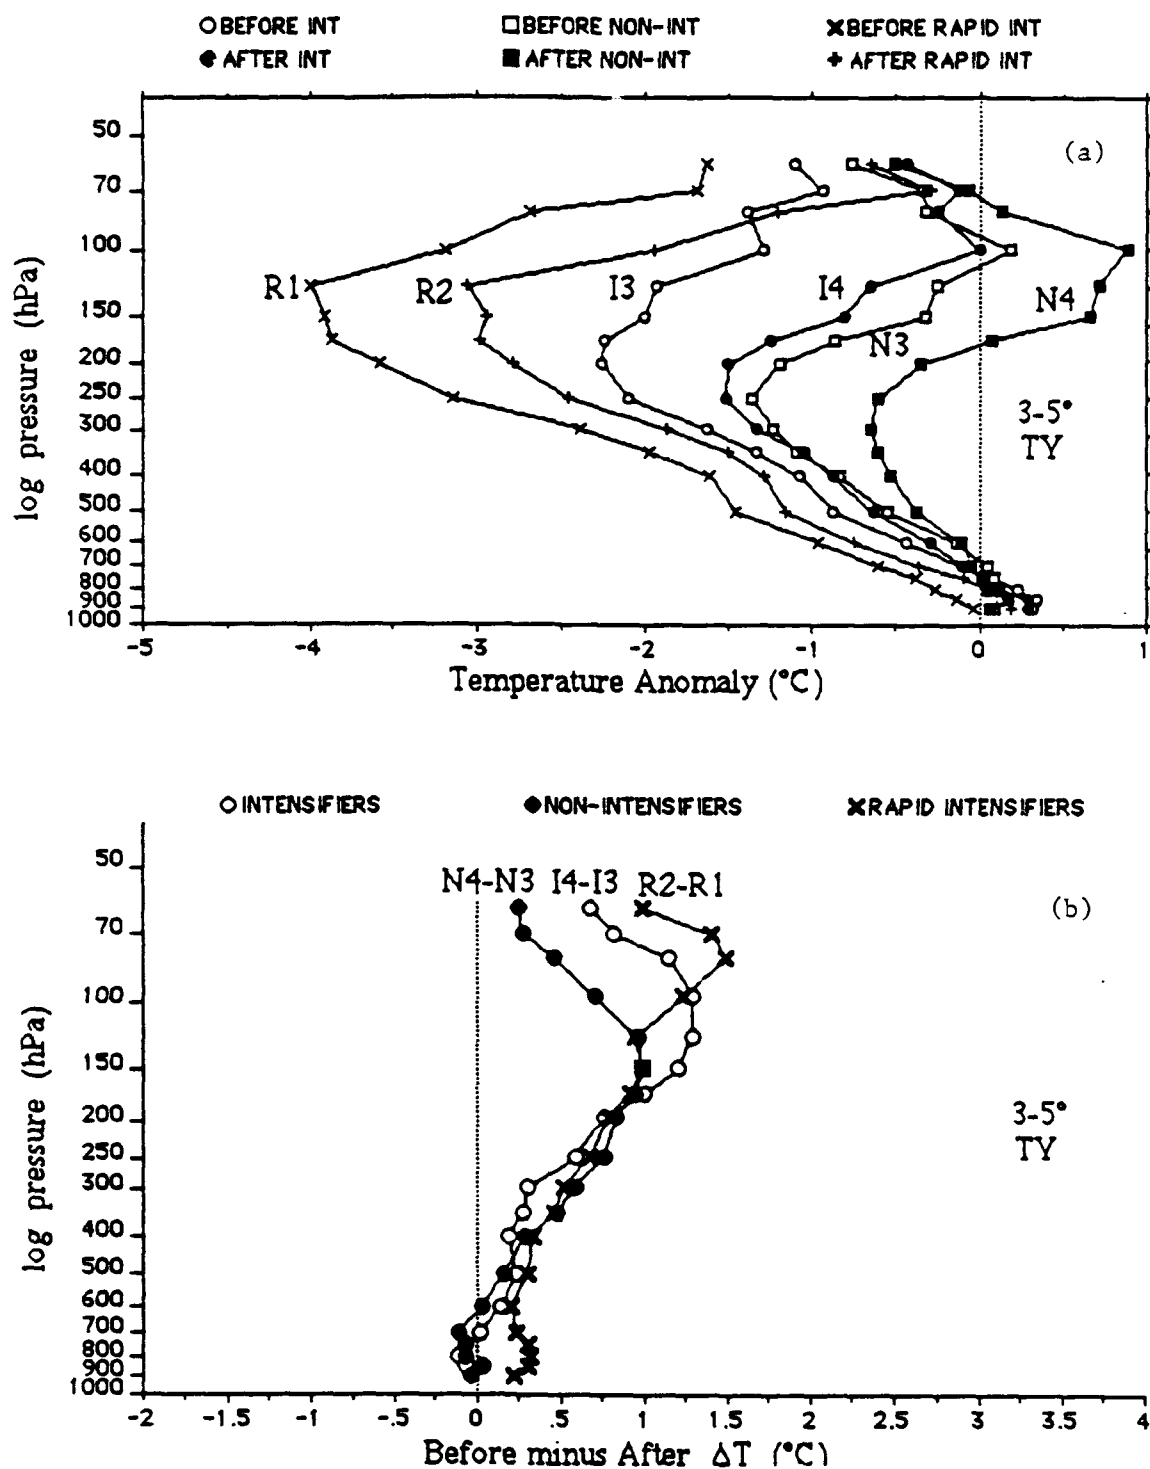 BEFORE INT BEFORE NON-INT BEFORE RAPID INT
AFTER INT AFTER NON-INT AFTER RAPID INT
50
(a)
70
100
R1 R2 I3 I4 N4
150
N3
200
250
3-5°
300
TY
400
500
600
700
800
900
1000
log pressure (hPa)
-5 -4 -3 -2 -1 0 1
Temperature Anomaly (°C)
INTENSIFIERS NON-INTENSIFIERS RAPID INTENSIFIERS
50
N4-N3 I4-I3 R2-R1
(b)
70
100
150
200
3-5°
TY
250
300
400
500
600
700
800
900
1000
log pressure (hPa)
-2 -1.5 -1 -.5 0 .5 1 1.5 2 2.5 3 3.5 4
Before minus After ΔT (°C)